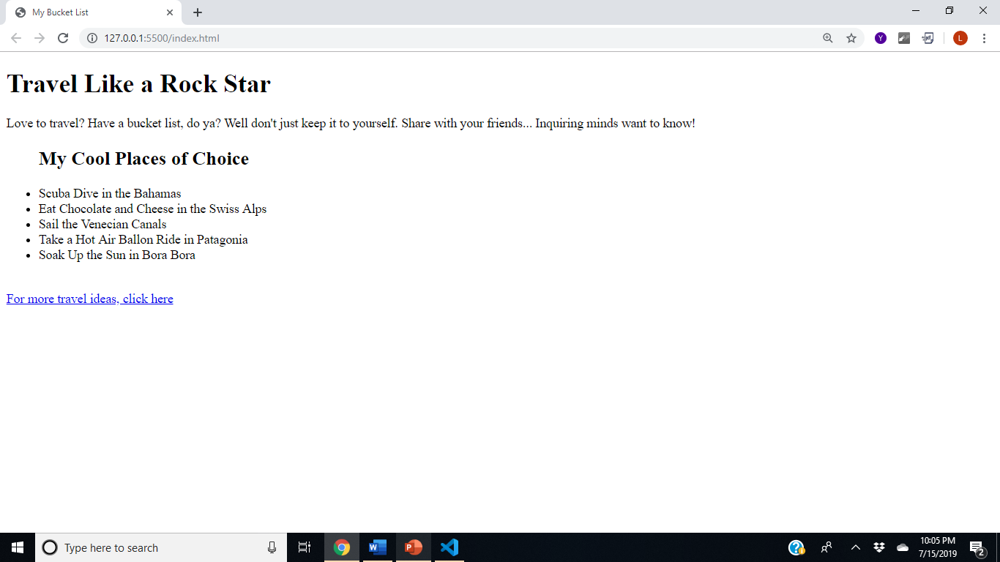 My Bucket List
127.0.0.1:5500/index.html
Y
L
Travel Like a Rock Star
Love to travel? Have a bucket list, do ya? Well don't just keep it to yourself. Share with your friends... Inquiring minds want to know!
My Cool Places of Choice
Scuba Dive in the Bahamas
Eat Chocolate and Cheese in the Swiss Alps
Sail the Venecian Canals
Take a Hot Air Ballon Ride in Patagonia
Soak Up the Sun in Bora Bora
For more travel ideas, click here
Type here to search
10:05 PM
7/15/2019
2